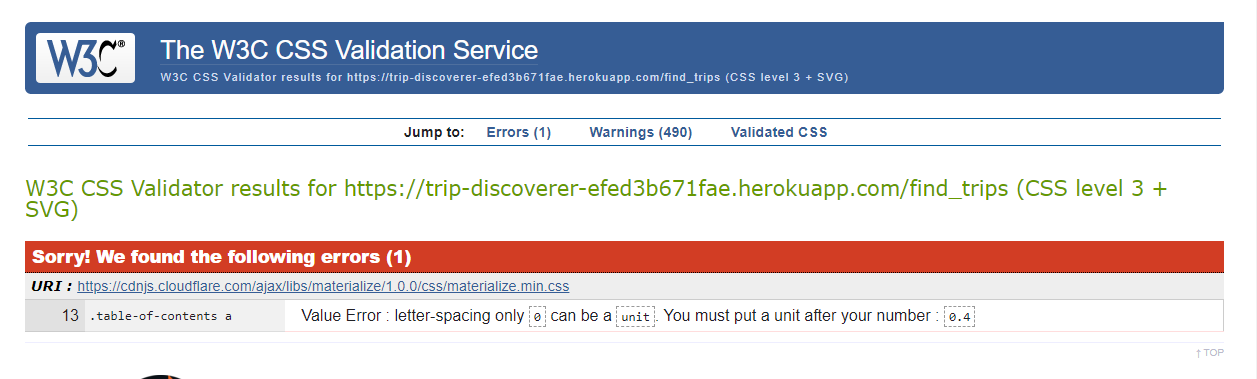 W3C®
The W3C CSS Validation Service
W3C CSS Validator results for https://trip-discoverer-efed3b671fae.herokuapp.com/find_trips (CSS level 3 + SVG)
Jump to: Errors (1) Warnings (490) Validated CSS
W3C CSS Validator results for https://trip-discoverer-efed3b671fae.herokuapp.com/find_trips (CSS level 3 +
SVG)
Sorry! We found the following errors (1)
URI : https://cdnjs.cloudflare.com/ajax/libs/materialize/1.0.0/css/materialize.min.css
13 .table-of-contents a Value Error : letter-spacing only 0 can be a unit. You must put a unit after your number : 0.4
↑ TOP